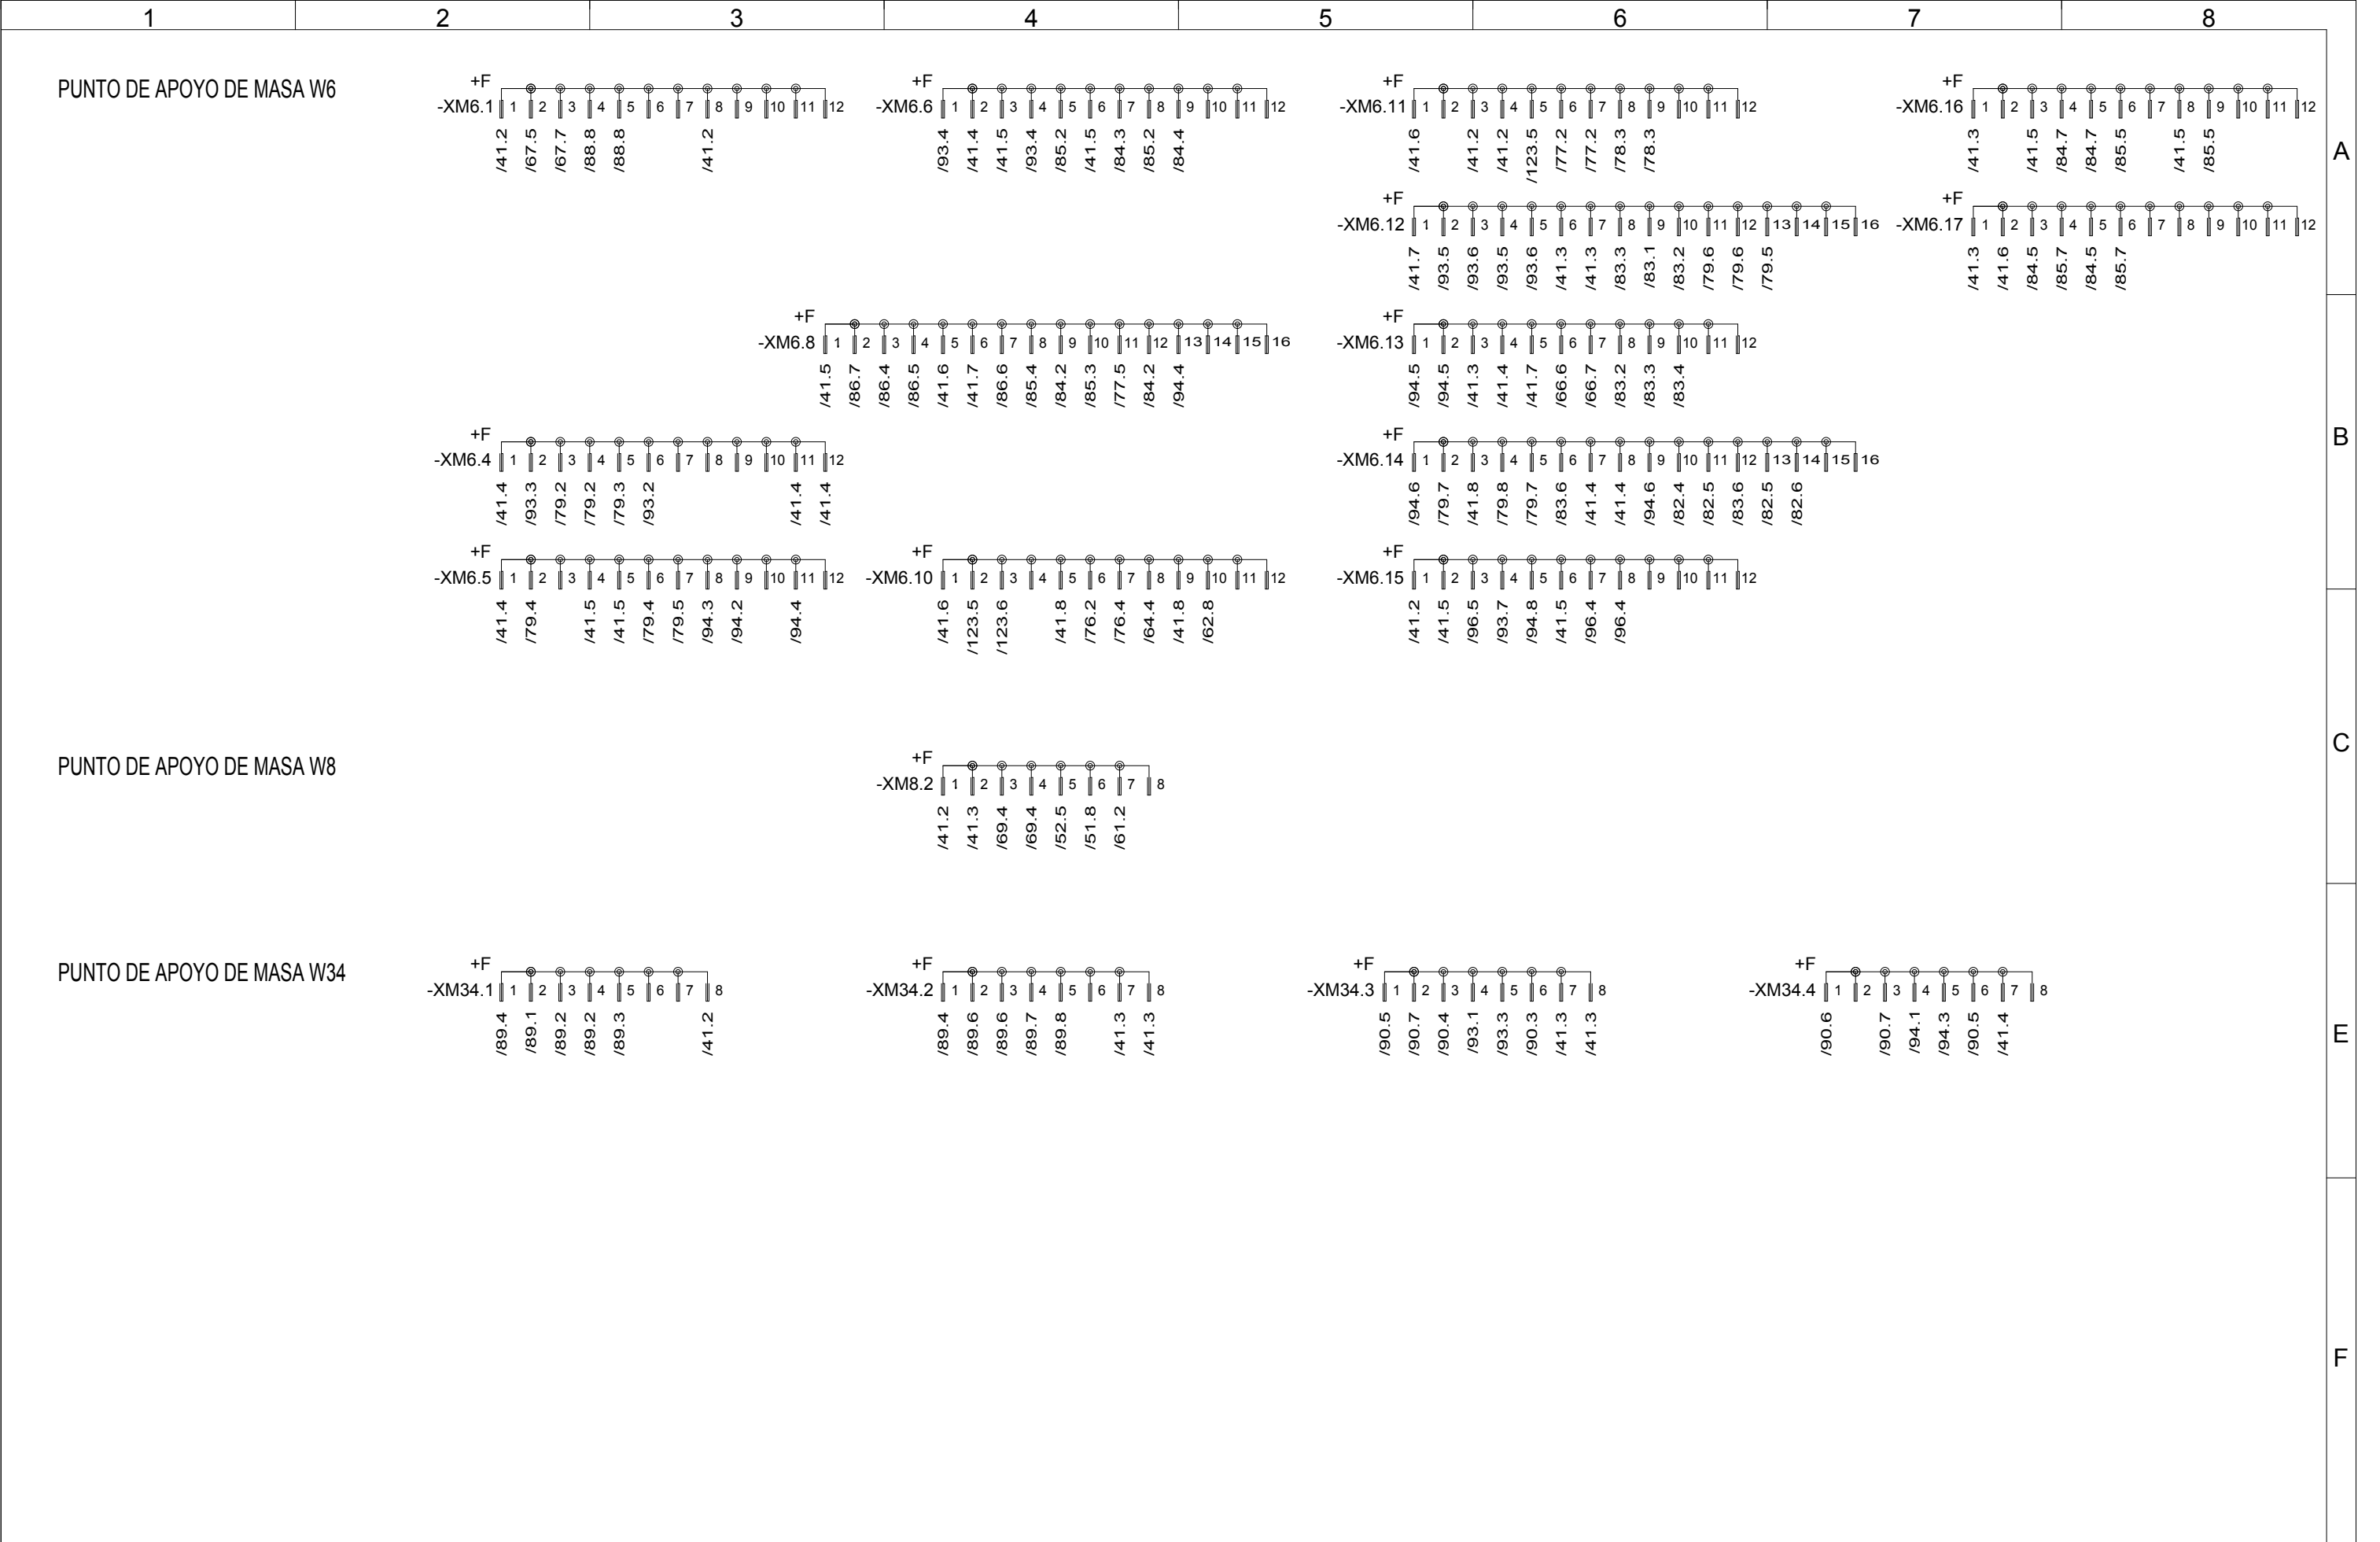 1 2 3 4 5 6 7 8
PUNTO DE APOYO DE MASA W6
+F +F +F +F
-XM6.1 1 2 3 4 5 6 7 8 9 10 11 12 -XM6.6 1 2 3 4 5 6 7 8 9 10 11 12 -XM6.11 1 2 3 4 5 6 7 8 9 10 11 12 -XM6.16 1 2 3 4 5 6 7 8 9 10 11 12
/41.2 /67.5 /67.7 /88.8 /88.8 /41.2 /93.4 /41.4 /41.5 /93.4 /85.2 /41.5 /84.3 /85.2 /84.4 /41.6 /41.2 /41.2 /123.5 /77.2 /77.2 /78.3 /78.3 /41.3 /41.5 /84.7 /84.7 /85.5 /41.5 /85.5
A
+F +F
-XM6.12 1 2 3 4 5 6 7 8 9 10 11 12 13 14 15 16 -XM6.17 1 2 3 4 5 6 7 8 9 10 11 12
/41.7 /93.5 /93.6 /93.5 /93.6 /41.3 /41.3 /83.3 /83.1 /83.2 /79.6 /79.6 /79.5 /41.3 /41.6 /84.5 /85.7 /84.5 /85.7
+F +F
-XM6.8 1 2 3 4 5 6 7 8 9 10 11 12 13 14 15 16 -XM6.13 1 2 3 4 5 6 7 8 9 10 11 12
/41.5 /86.7 /86.4 /86.5 /41.6 /41.7 /86.6 /85.4 /84.2 /85.3 /77.5 /84.2 /94.4 /94.5 /94.5 /41.3 /41.4 /41.7 /66.6 /66.7 /83.2 /83.3 /83.4
+F +F
B
-XM6.4 1 2 3 4 5 6 7 8 9 10 11 12 -XM6.14 1 2 3 4 5 6 7 8 9 10 11 12 13 14 15 16
/41.4 /93.3 /79.2 /79.2 /79.3 /93.2 /41.4 /41.4 /94.6 /79.7 /41.8 /79.8 /79.7 /83.6 /41.4 /41.4 /94.6 /82.4 /82.5 /83.6 /82.5 /82.6
+F +F +F
-XM6.5 1 2 3 4 5 6 7 8 9 10 11 12 -XM6.10 1 2 3 4 5 6 7 8 9 10 11 12 -XM6.15 1 2 3 4 5 6 7 8 9 10 11 12
/41.4 /79.4 /41.5 /41.5 /79.4 /79.5 /94.3 /94.2 /94.4 /41.6 /123.5 /123.6 /41.8 /76.2 /76.4 /64.4 /41.8 /62.8 /41.2 /41.5 /96.5 /93.7 /94.8 /41.5 /96.4 /96.4
C
PUNTO DE APOYO DE MASA W8
+F
-XM8.2 1 2 3 4 5 6 7 8
/41.2 /41.3 /69.4 /69.4 /52.5 /51.8 /61.2
PUNTO DE APOYO DE MASA W34
+F +F +F +F
-XM34.1 1 2 3 4 5 6 7 8 -XM34.2 1 2 3 4 5 6 7 8 -XM34.3 1 2 3 4 5 6 7 8 -XM34.4 1 2 3 4 5 6 7 8
/89.4 /89.1 /89.2 /89.2 /89.3 /41.2 /89.4 /89.6 /89.6 /89.7 /89.8 /41.3 /41.3 /90.5 /90.7 /90.4 /93.1 /93.3 /90.3 /41.3 /41.3 /90.6 /90.7 /94.1 /94.3 /90.5 /41.4
E
F